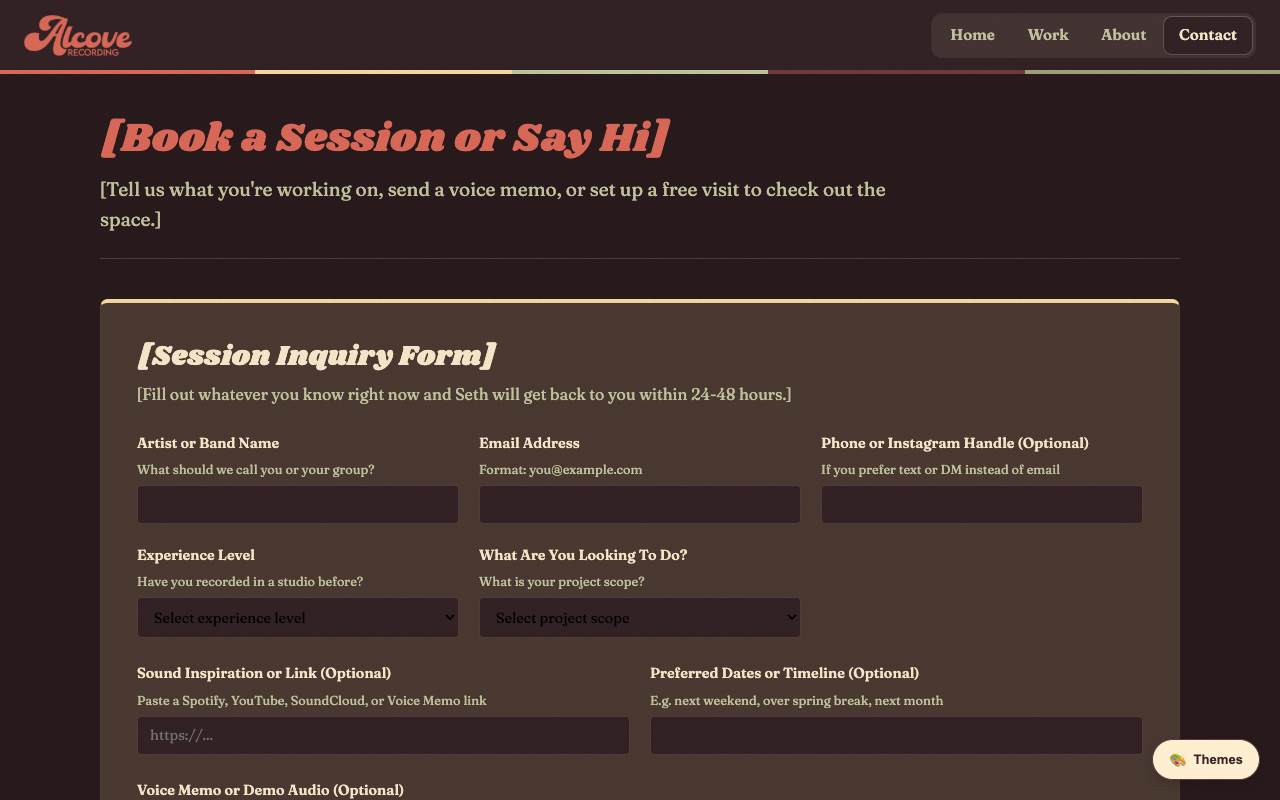 Alcove
RECORDING
Home
Work
About
Contact
[Book a Session or Say Hi]
[Tell us what you're working on, send a voice memo, or set up a free visit to check out the
space.]
[Session Inquiry Form]
[Fill out whatever you know right now and Seth will get back to you within 24-48 hours.]
Artist or Band Name
What should we call you or your group?
Email Address
Format: you@example.com
Phone or Instagram Handle (Optional)
If you prefer text or DM instead of email
Experience Level
Have you recorded in a studio before?
Select experience level
What Are You Looking To Do?
What is your project scope?
Select project scope
Sound Inspiration or Link (Optional)
Paste a Spotify, YouTube, SoundCloud, or Voice Memo link
https://...
Preferred Dates or Timeline (Optional)
E.g. next weekend, over spring break, next month
Voice Memo or Demo Audio (Optional)
🎨 Themes